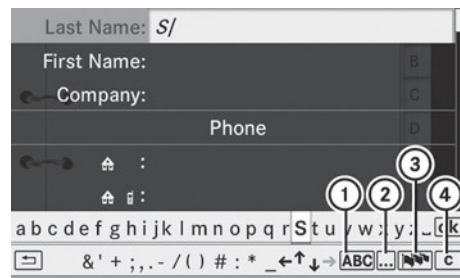 Last Name: S/
First Name:
B
Company:
C
Phone
D
:
:
1 2 3 4
a b c d e f g h i j k l m n o p q r S t u v w x y z _ ok
& ' + ; , . - / ( ) # : * _ ← ↑ ↓ → ABC ... c